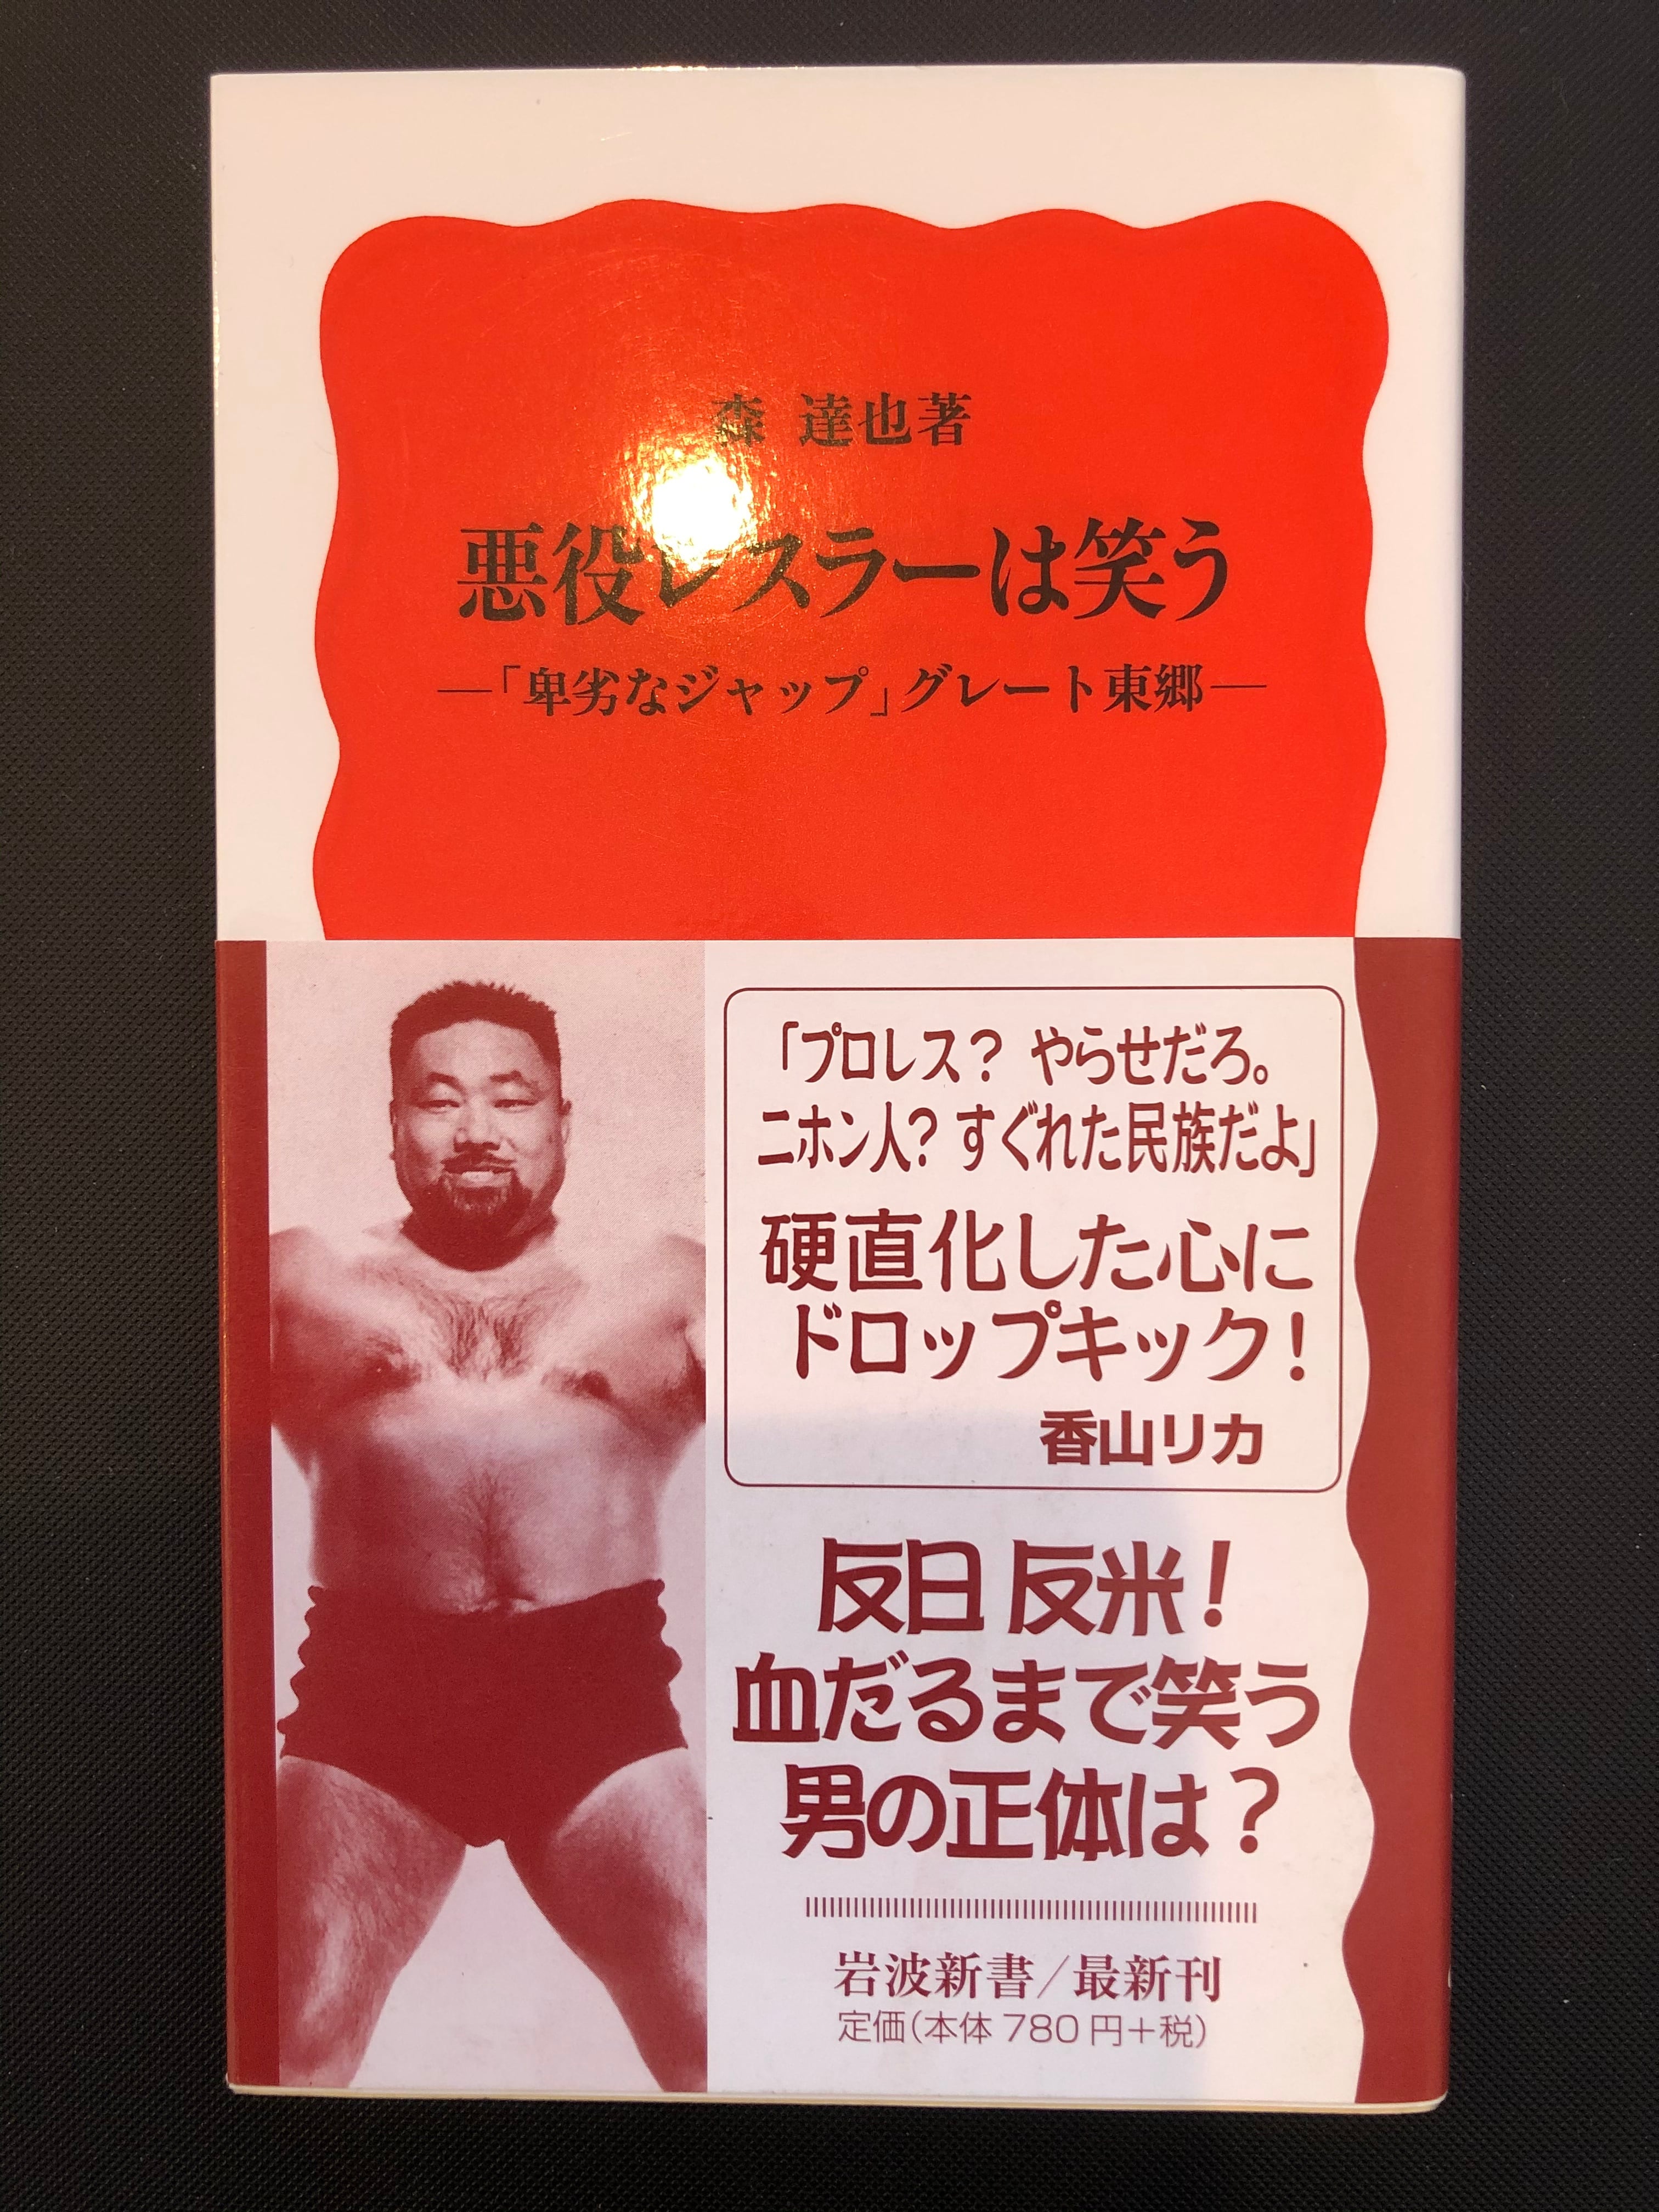 森 達也著
悪役レスラーは笑う
―「卑劣なジャップ」グレート東郷―
「プロレス? やらせだろ。
ニホン人? すぐれた民族だよ」
硬直化した心に
ドロップキック!
香山リカ
反日 反米!
血だるまで笑う
男の正体は?
岩波新書/最新刊
定価(本体 780 円+税)